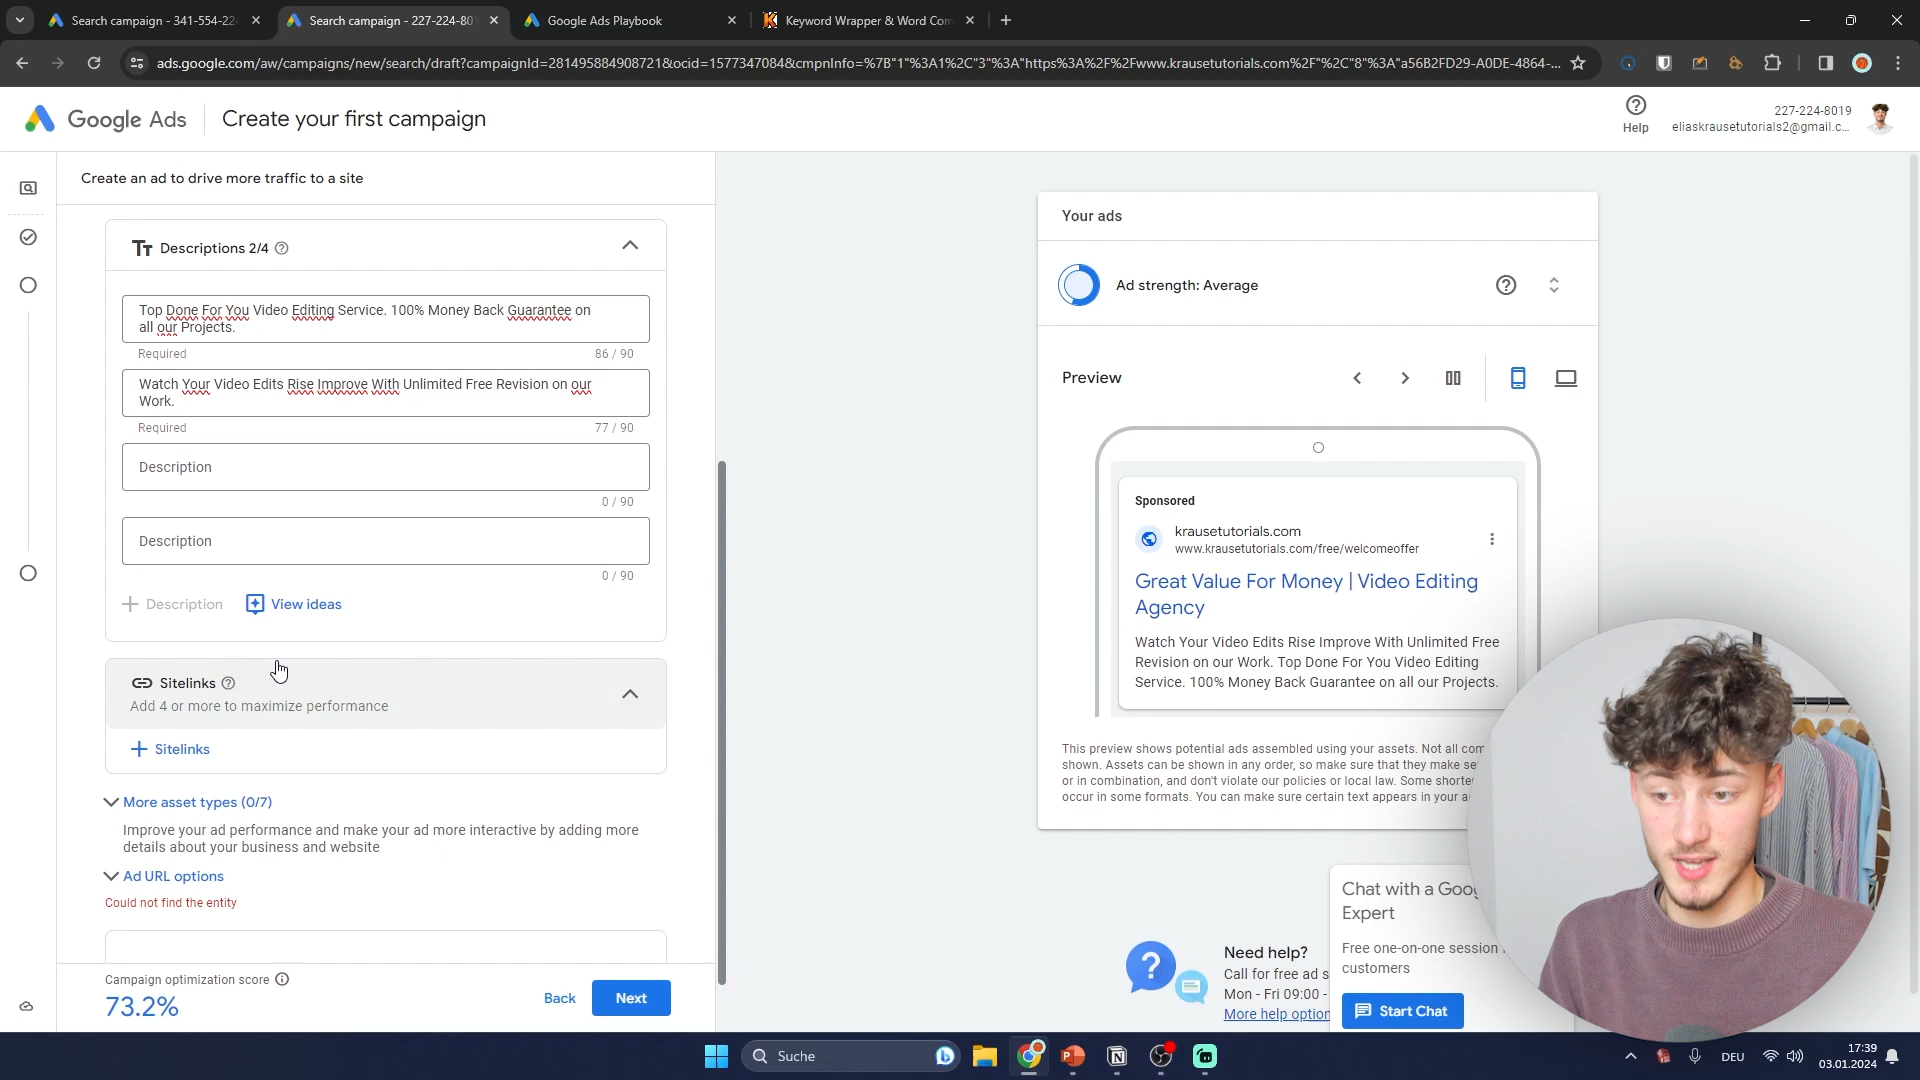 Search campaign - 341-554-22
Search campaign - 227-224-801
Google Ads Playbook
Keyword Wrapper & Word Com
ads.google.com/aw/campaigns/new/search/draft?campaignId=281495884908721&ocid=1577347084&cmpnInfo=%7B"1"%3A1%2C"3"%3A"https%3A%2F%2Fwww.krausetutorials.com%2F"%2C"8"%3A"a56B2FD29-A0DE-4864-...
Google Ads
Create your first campaign
Help
227-224-8019
eliaskrausetutorials2@gmail.c...
Create an ad to drive more traffic to a site
Descriptions 2/4
Top Done For You Video Editing Service. 100% Money Back Guarantee on
all our Projects.
Required
86 / 90
Watch Your Video Edits Rise Improve With Unlimited Free Revision on our
Work.
Required
77 / 90
Description
0 / 90
Description
0 / 90
Description
View ideas
Sitelinks
Add 4 or more to maximize performance
Sitelinks
More asset types (0/7)
Improve your ad performance and make your ad more interactive by adding more
details about your business and website
Ad URL options
Could not find the entity
Campaign optimization score
73.2%
Back
Next
Your ads
Ad strength: Average
Preview
Sponsored
krausetutorials.com
www.krausetutorials.com/free/welcomeoffer
Great Value For Money | Video Editing
Agency
Watch Your Video Edits Rise Improve With Unlimited Free
Revision on our Work. Top Done For You Video Editing
Service. 100% Money Back Guarantee on all our Projects.
This preview shows potential ads assembled using your assets. Not all com
shown. Assets can be shown in any order, so make sure that they make se
or in combination, and don't violate our policies or local law. Some shorte
occur in some formats. You can make sure certain text appears in your a
Need help?
Call for free ad s
Mon - Fri 09:00 -
More help option
Chat with a Goog
Expert
Free one-on-one session
customers
Start Chat
Suche
DEU
17:39
03.01.2024